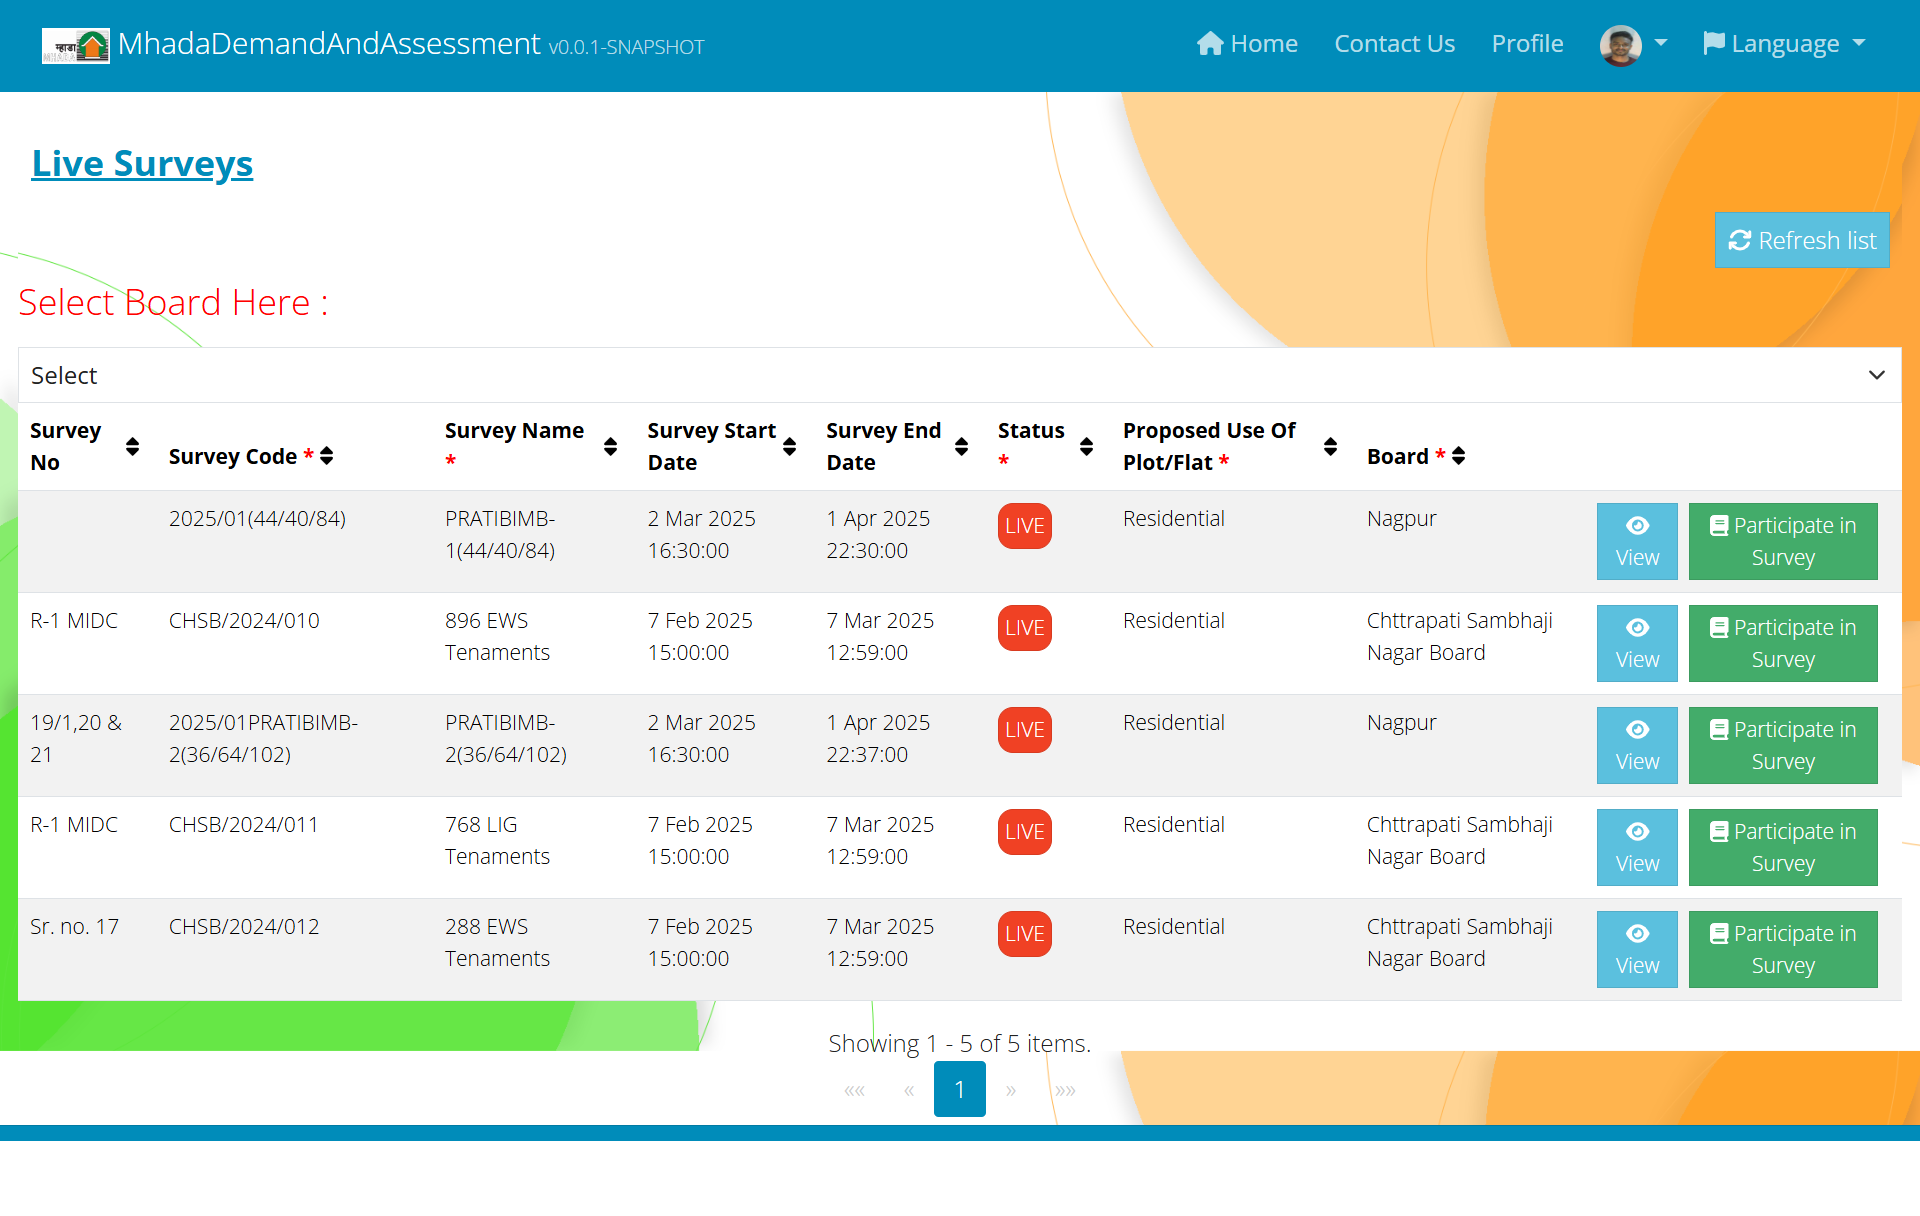 म्हाडा
MHADA
MhadaDemandAndAssessment v0.0.1-SNAPSHOT
Home
Contact Us
Profile
Language
Live Surveys
Refresh list
Select Board Here :
Select
Survey No
Survey Code *
Survey Name *
Survey Start Date
Survey End Date
Status *
Proposed Use Of Plot/Flat *
Board *
2025/01(44/40/84)
PRATIBIMB-1(44/40/84)
2 Mar 2025 16:30:00
1 Apr 2025 22:30:00
LIVE
Residential
Nagpur
View
Participate in Survey
R-1 MIDC
CHSB/2024/010
896 EWS Tenaments
7 Feb 2025 15:00:00
7 Mar 2025 12:59:00
LIVE
Residential
Chttrapati Sambhaji Nagar Board
View
Participate in Survey
19/1,20 & 21
2025/01PRATIBIMB-2(36/64/102)
PRATIBIMB-2(36/64/102)
2 Mar 2025 16:30:00
1 Apr 2025 22:37:00
LIVE
Residential
Nagpur
View
Participate in Survey
R-1 MIDC
CHSB/2024/011
768 LIG Tenaments
7 Feb 2025 15:00:00
7 Mar 2025 12:59:00
LIVE
Residential
Chttrapati Sambhaji Nagar Board
View
Participate in Survey
Sr. no. 17
CHSB/2024/012
288 EWS Tenaments
7 Feb 2025 15:00:00
7 Mar 2025 12:59:00
LIVE
Residential
Chttrapati Sambhaji Nagar Board
View
Participate in Survey
Showing 1 - 5 of 5 items.
«« « 1 » »»